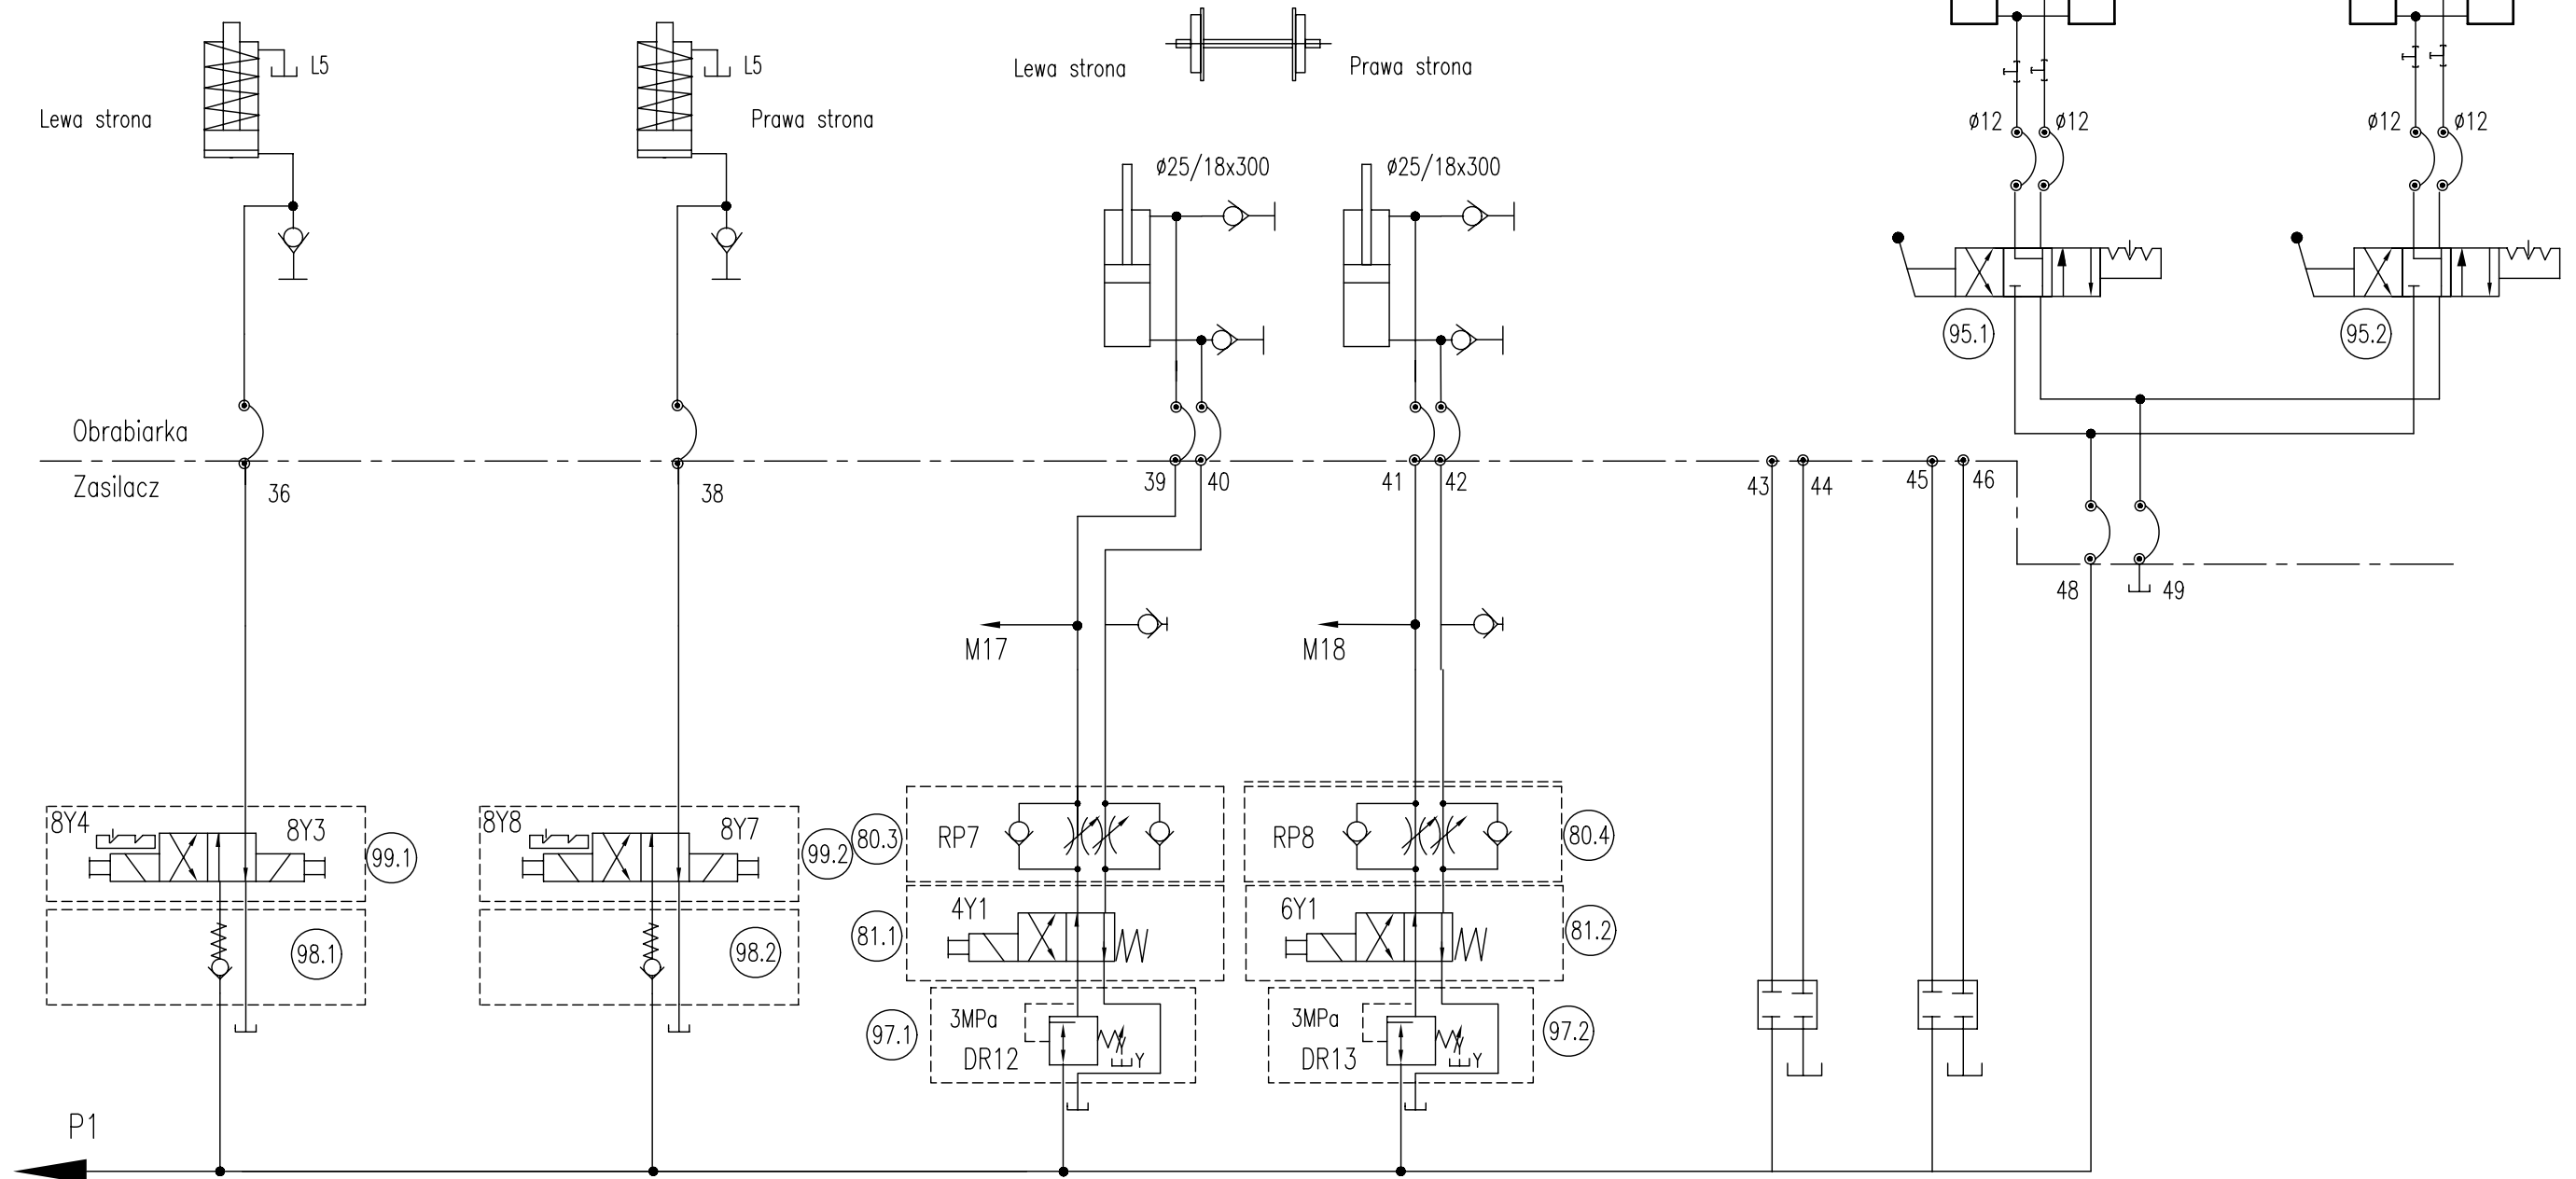 L5
L5
Lewa strona
Prawa strona
Lewa strona
Prawa strona
ø12
ø12
ø12
ø12
ø25/18x300
ø25/18x300
95.1
95.2
Obrabiarka
Zasilacz
36
38
39
40
41
42
43
44
45
46
48
49
M17
M18
8Y4
8Y3
99.1
8Y8
8Y7
99.2
80.3
RP7
RP8
80.4
98.1
98.2
81.1
4Y1
6Y1
81.2
97.1
3MPa
DR12
Y
3MPa
DR13
Y
97.2
P1